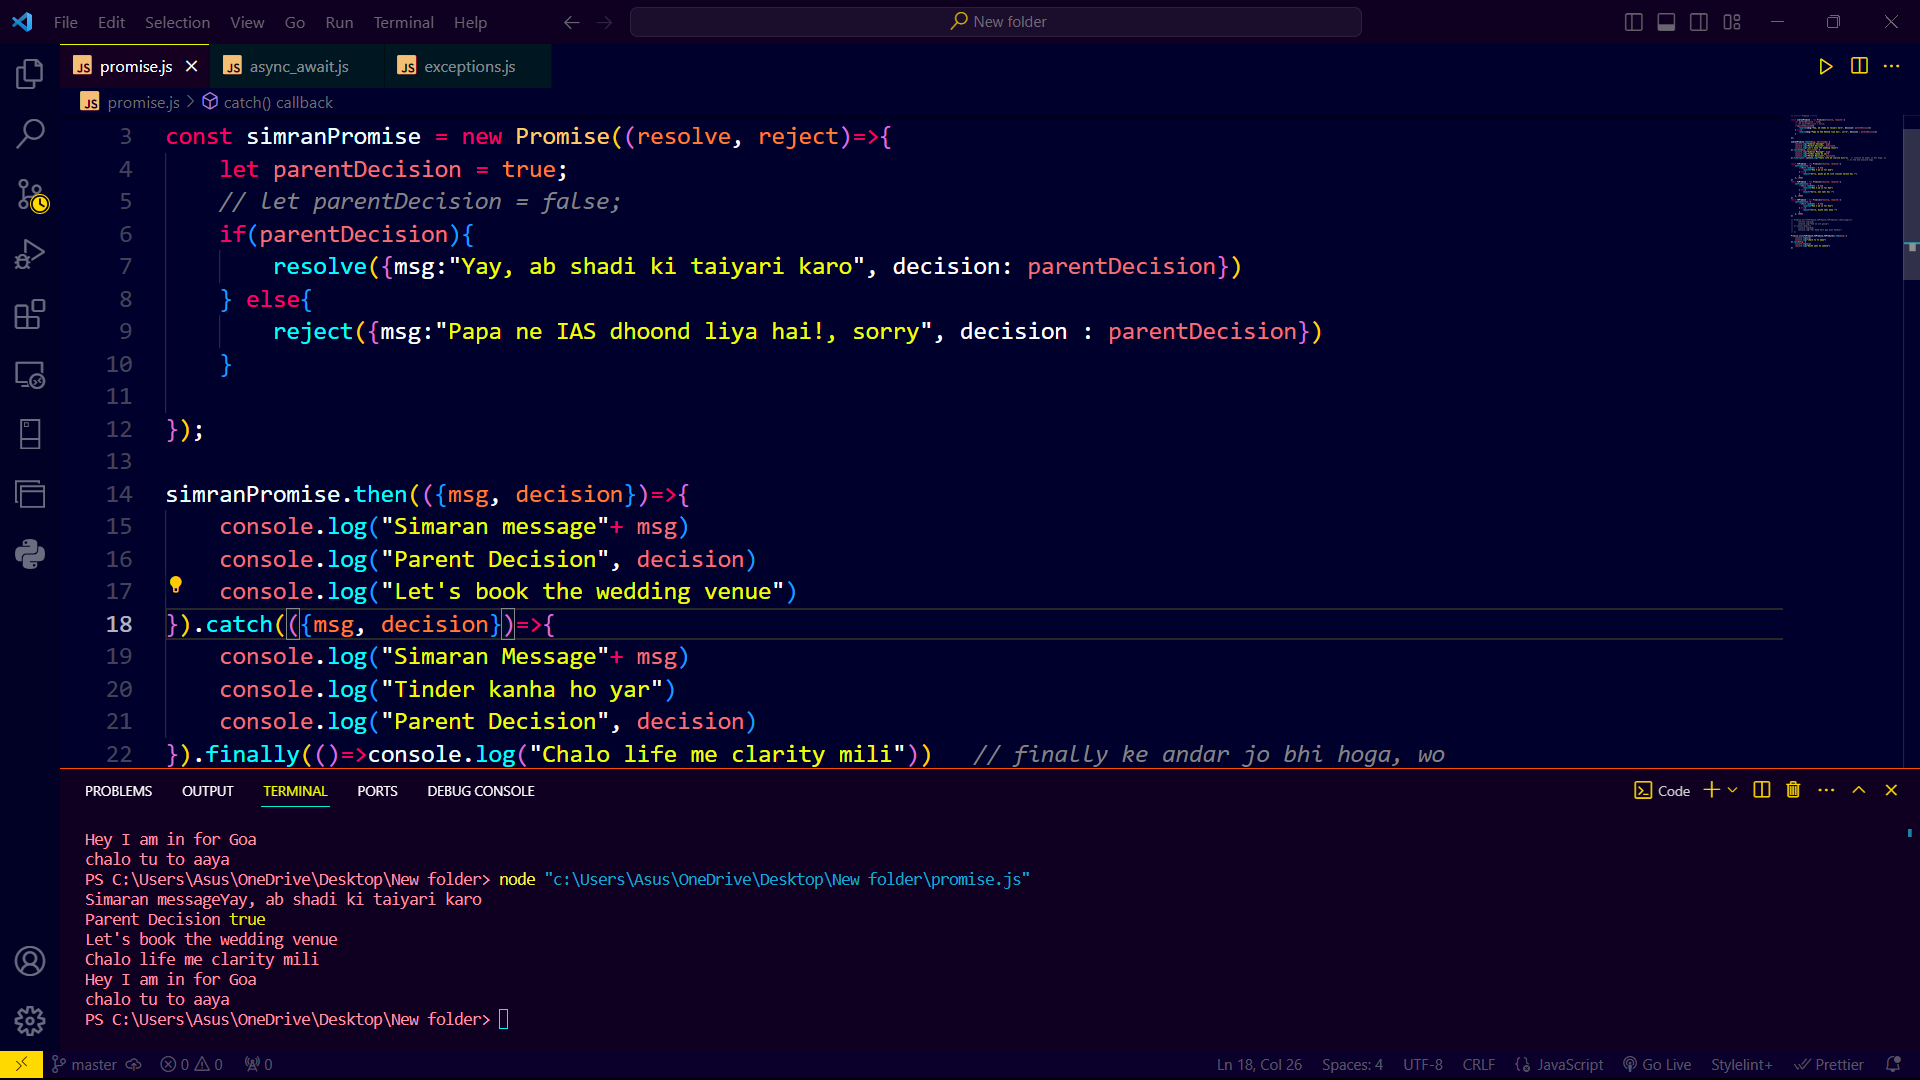 File Edit Selection View Go Run Terminal Help New folder
JS promise.js JS async_await.js JS exceptions.js
JS promise.js > catch() callback
3 const simranPromise = new Promise((resolve, reject)=>{
4 let parentDecision = true;
5 // let parentDecision = false;
6 if(parentDecision){
7 resolve({msg:"Yay, ab shadi ki taiyari karo", decision: parentDecision})
8 } else{
9 reject({msg:"Papa ne IAS dhoond liya hai!, sorry", decision : parentDecision})
10 }
11
12 });
13
14 simranPromise.then(({msg, decision})=>{
15 console.log("Simaran message"+ msg)
16 console.log("Parent Decision", decision)
17 console.log("Let's book the wedding venue")
18 }).catch(({msg, decision})=>{
19 console.log("Simaran Message"+ msg)
20 console.log("Tinder kanha ho yar")
21 console.log("Parent Decision", decision)
22 }).finally(()=>console.log("Chalo life me clarity mili")) // finally ke andar jo bhi hoga, wo
PROBLEMS OUTPUT TERMINAL PORTS DEBUG CONSOLE Code
Hey I am in for Goa
chalo tu to aaya
PS C:\Users\Asus\OneDrive\Desktop\New folder> node "c:\Users\Asus\OneDrive\Desktop\New folder\promise.js"
Simaran messageYay, ab shadi ki taiyari karo
Parent Decision true
Let's book the wedding venue
Chalo life me clarity mili
Hey I am in for Goa
chalo tu to aaya
PS C:\Users\Asus\OneDrive\Desktop\New folder>
master 0 0 0 Ln 18, Col 26 Spaces: 4 UTF-8 CRLF {} JavaScript Go Live Stylelint+ Prettier